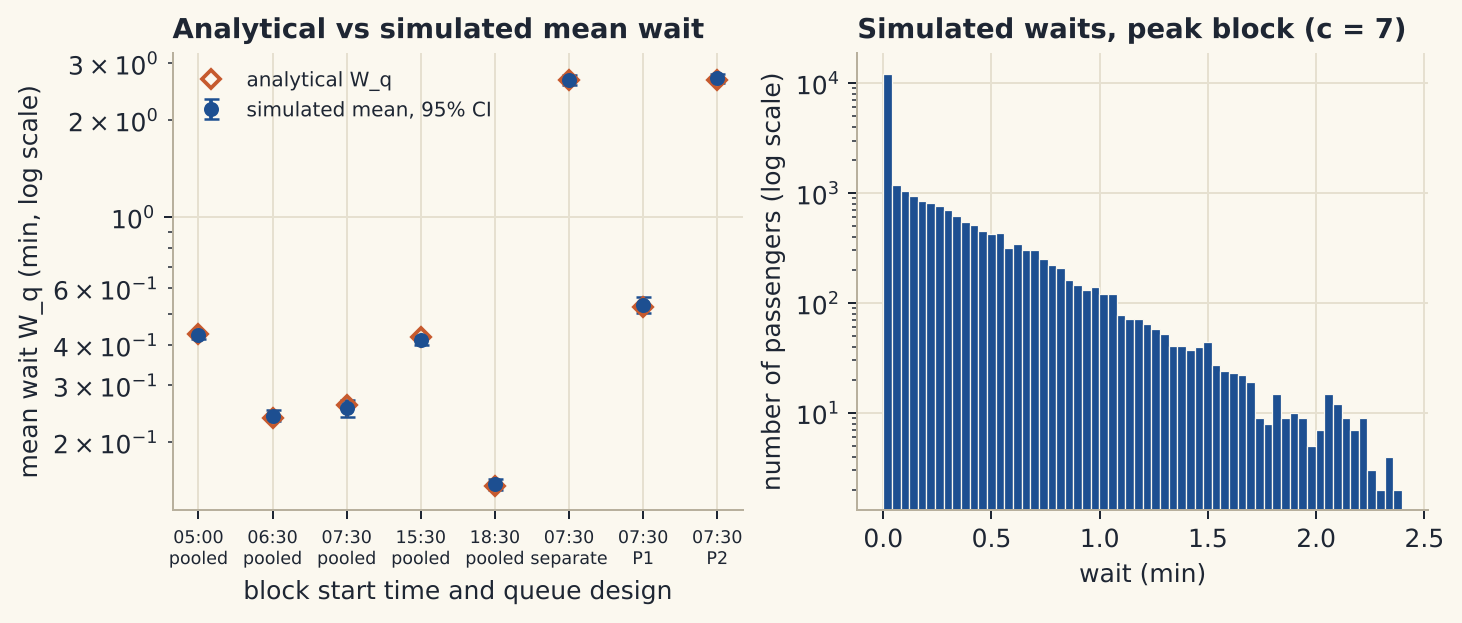 Analytical vs simulated mean wait
mean wait W_q (min, log scale)
3 × 10⁰
2 × 10⁰
10⁰
6 × 10⁻¹
4 × 10⁻¹
3 × 10⁻¹
2 × 10⁻¹
analytical W_q
simulated mean, 95% CI
05:00 06:30 07:30 15:30 18:30 07:30 07:30 07:30
pooled pooled pooled pooled pooled separate P1 P2
block start time and queue design
Simulated waits, peak block (c = 7)
number of passengers (log scale)
10⁴
10³
10²
10¹
0.0 0.5 1.0 1.5 2.0 2.5
wait (min)